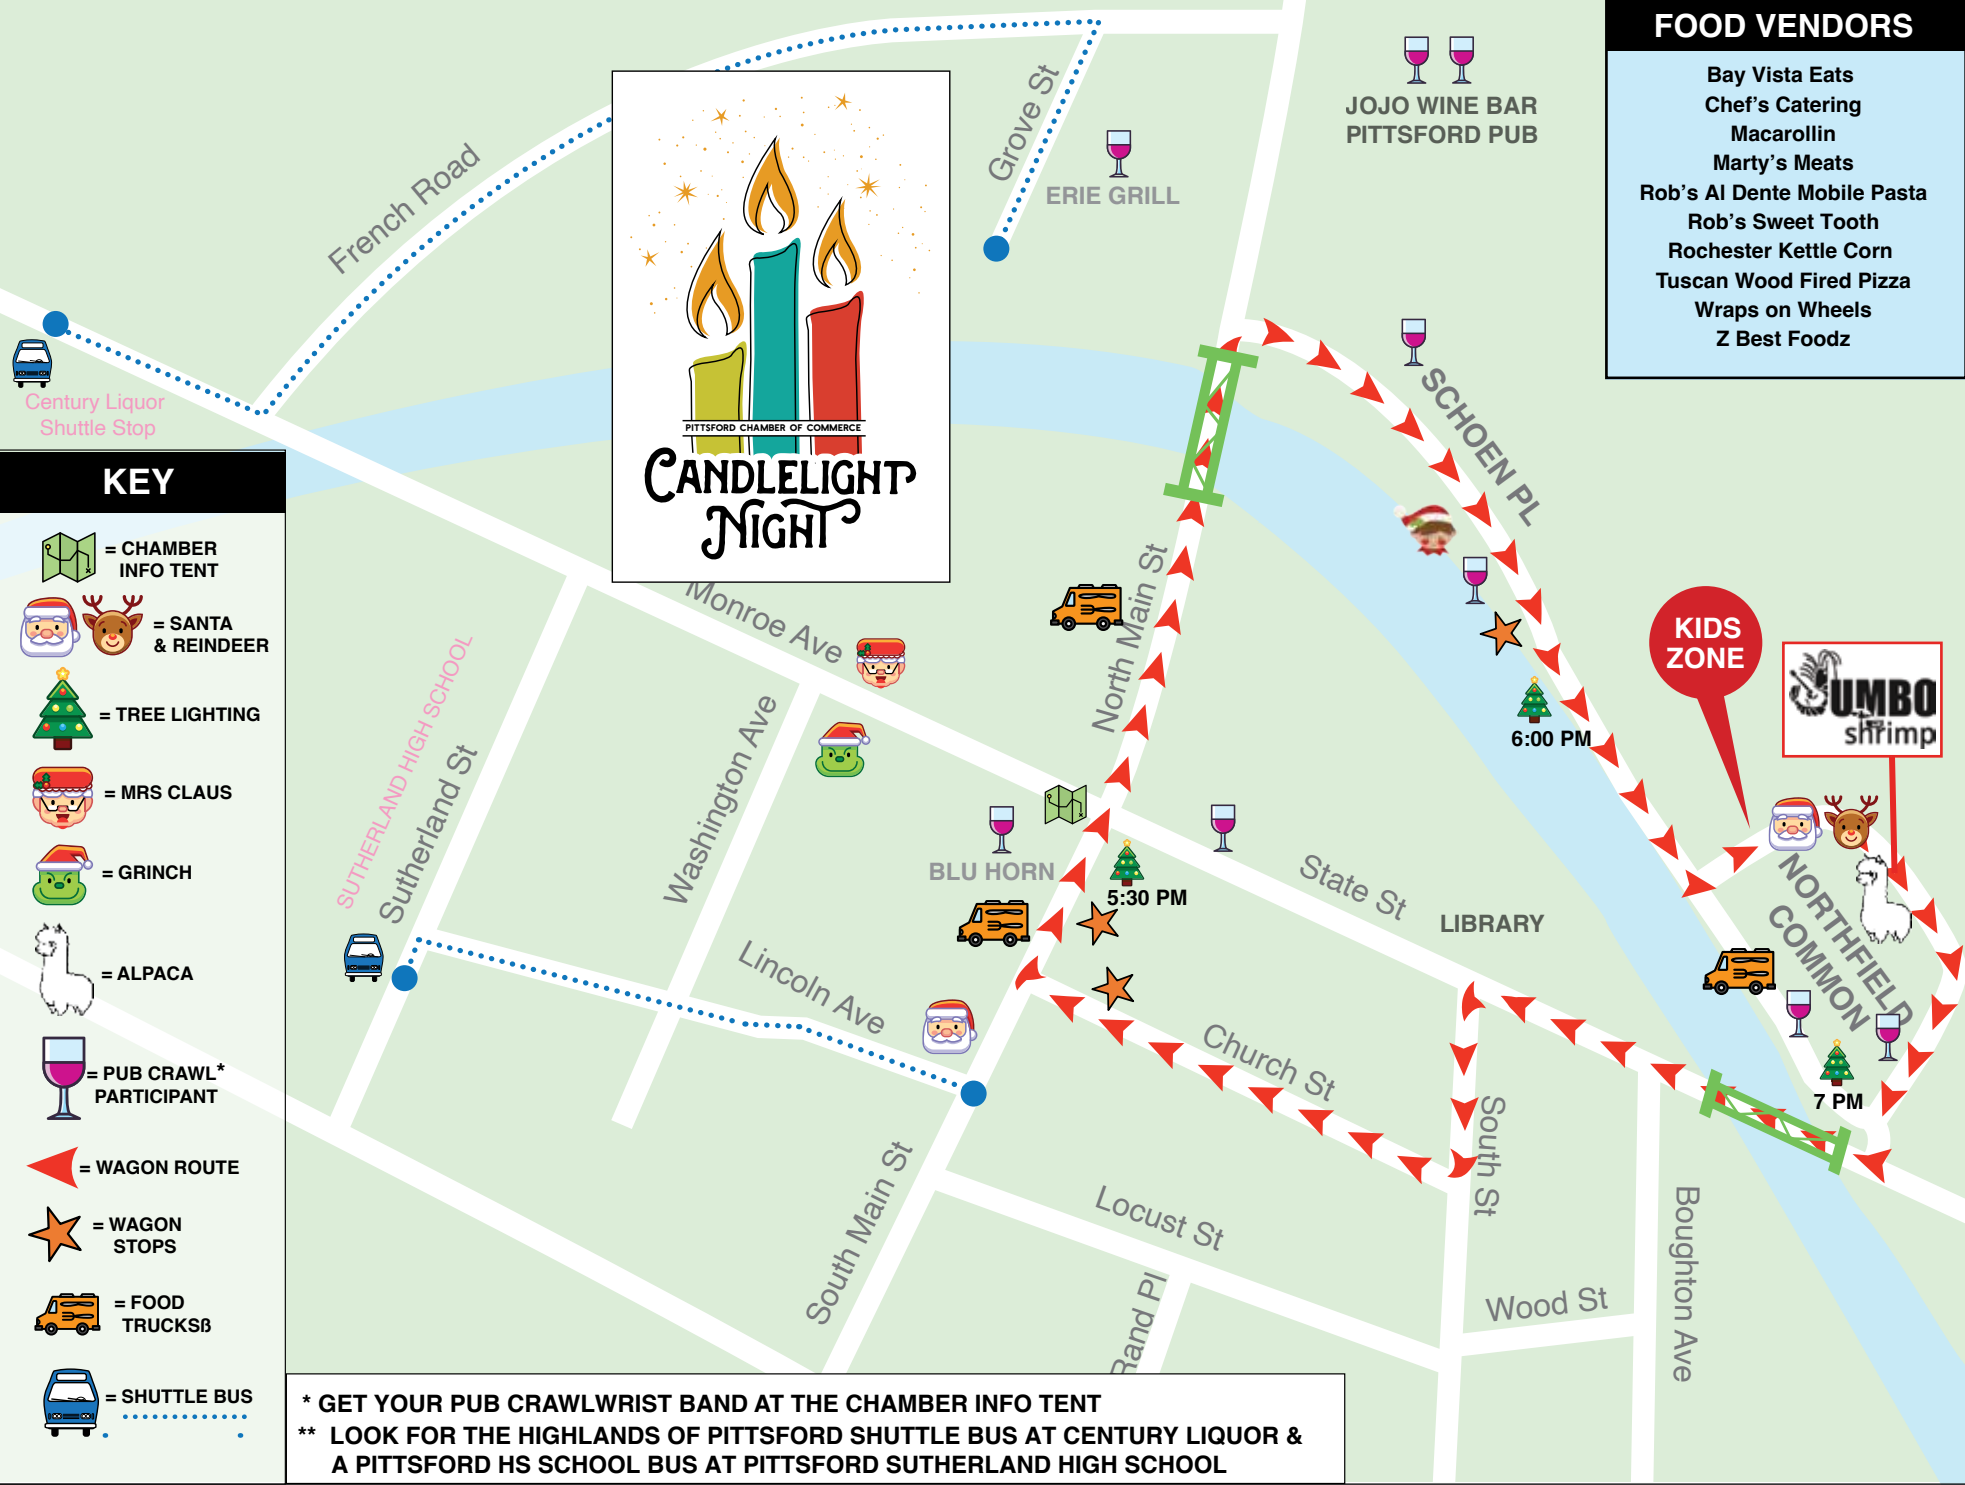 FOOD VENDORS
Bay Vista Eats
Chef's Catering
Macarollin
Marty's Meats
Rob's Al Dente Mobile Pasta
Rob's Sweet Tooth
Rochester Kettle Corn
Tuscan Wood Fired Pizza
Wraps on Wheels
Z Best Foodz
JOJO WINE BAR
PITTSFORD PUB
Grove St
ERIE GRILL
French Road
Century Liquor
Shuttle Stop
PITTSFORD CHAMBER OF COMMERCE
CANDLELIGHT
NIGHT
SCHOEN PL
North Main St
Monroe Ave
KIDS
ZONE
JUMBO
shrimp
6:00 PM
SUTHERLAND HIGH SCHOOL
Sutherland St
Washington Ave
BLU HORN
5:30 PM
State St
LIBRARY
NORTHFIELD
COMMON
Lincoln Ave
Church St
South St
7 PM
South Main St
Locust St
Rand Pl
Wood St
Boughton Ave
KEY
= CHAMBER
INFO TENT
= SANTA
& REINDEER
= TREE LIGHTING
= MRS CLAUS
= GRINCH
= ALPACA
= PUB CRAWL*
PARTICIPANT
= WAGON ROUTE
= WAGON
STOPS
= FOOD
TRUCKSß
= SHUTTLE BUS
* GET YOUR PUB CRAWLWRIST BAND AT THE CHAMBER INFO TENT
** LOOK FOR THE HIGHLANDS OF PITTSFORD SHUTTLE BUS AT CENTURY LIQUOR &
A PITTSFORD HS SCHOOL BUS AT PITTSFORD SUTHERLAND HIGH SCHOOL